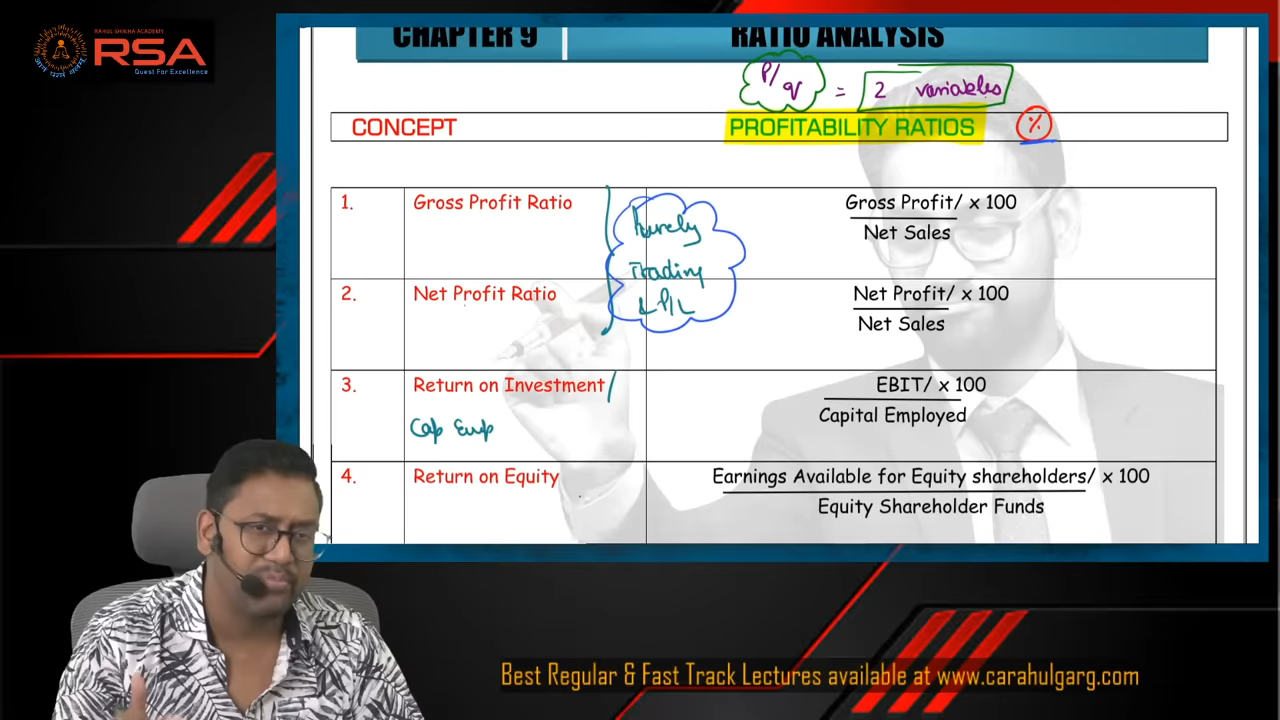 RAHUL SHIKHA ACADEMY
RSA
Quest For Excellence
CHAPTER 9
RATIO ANALYSIS
P/q = 2 variables
CONCEPT
PROFITABILITY RATIOS
%
1.
Gross Profit Ratio
Gross Profit/ x 100
Net Sales
Purely
Trading
& P/L
2.
Net Profit Ratio
Net Profit/ x 100
Net Sales
3.
Return on Investment/
Cap Emp
EBIT/ x 100
Capital Employed
4.
Return on Equity
Earnings Available for Equity shareholders/ x 100
Equity Shareholder Funds
Best Regular & Fast Track Lectures available at www.carahulgarg.com